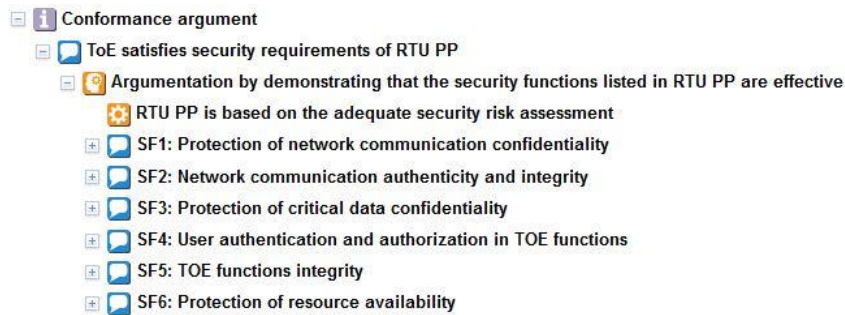 Conformance argument
ToE satisfies security requirements of RTU PP
Argumentation by demonstrating that the security functions listed in RTU PP are effective
RTU PP is based on the adequate security risk assessment
SF1: Protection of network communication confidentiality
SF2: Network communication authenticity and integrity
SF3: Protection of critical data confidentiality
SF4: User authentication and authorization in TOE functions
SF5: TOE functions integrity
SF6: Protection of resource availability